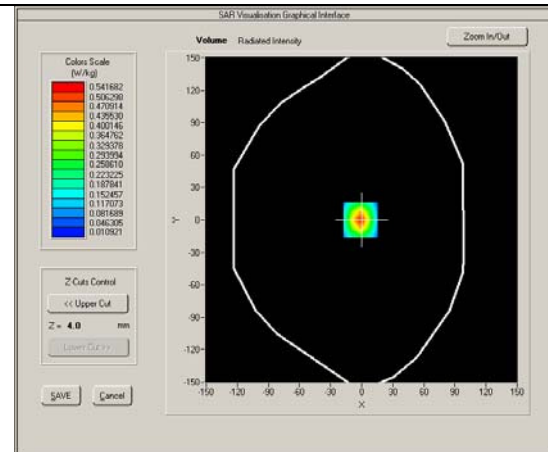 SAR Visualisation Graphical Interface
Volume Radiated Intensity
Zoom In/Out
Colors Scale
(W/kg)
0.541682
0.506298
0.470914
0.435530
0.400146
0.364762
0.329378
0.293994
0.258610
0.223225
0.187841
0.152457
0.117073
0.081689
0.046305
0.010921
Z Cuts Control
<< Upper Cut
Z = 4.0 mm
Lower Cut >>
SAVE
Cancel
150
120
90
60
30
0
-30
-60
-90
-120
-150
Y
-150 -120 -90 -60 -30 0 30 60 90 120 150
X